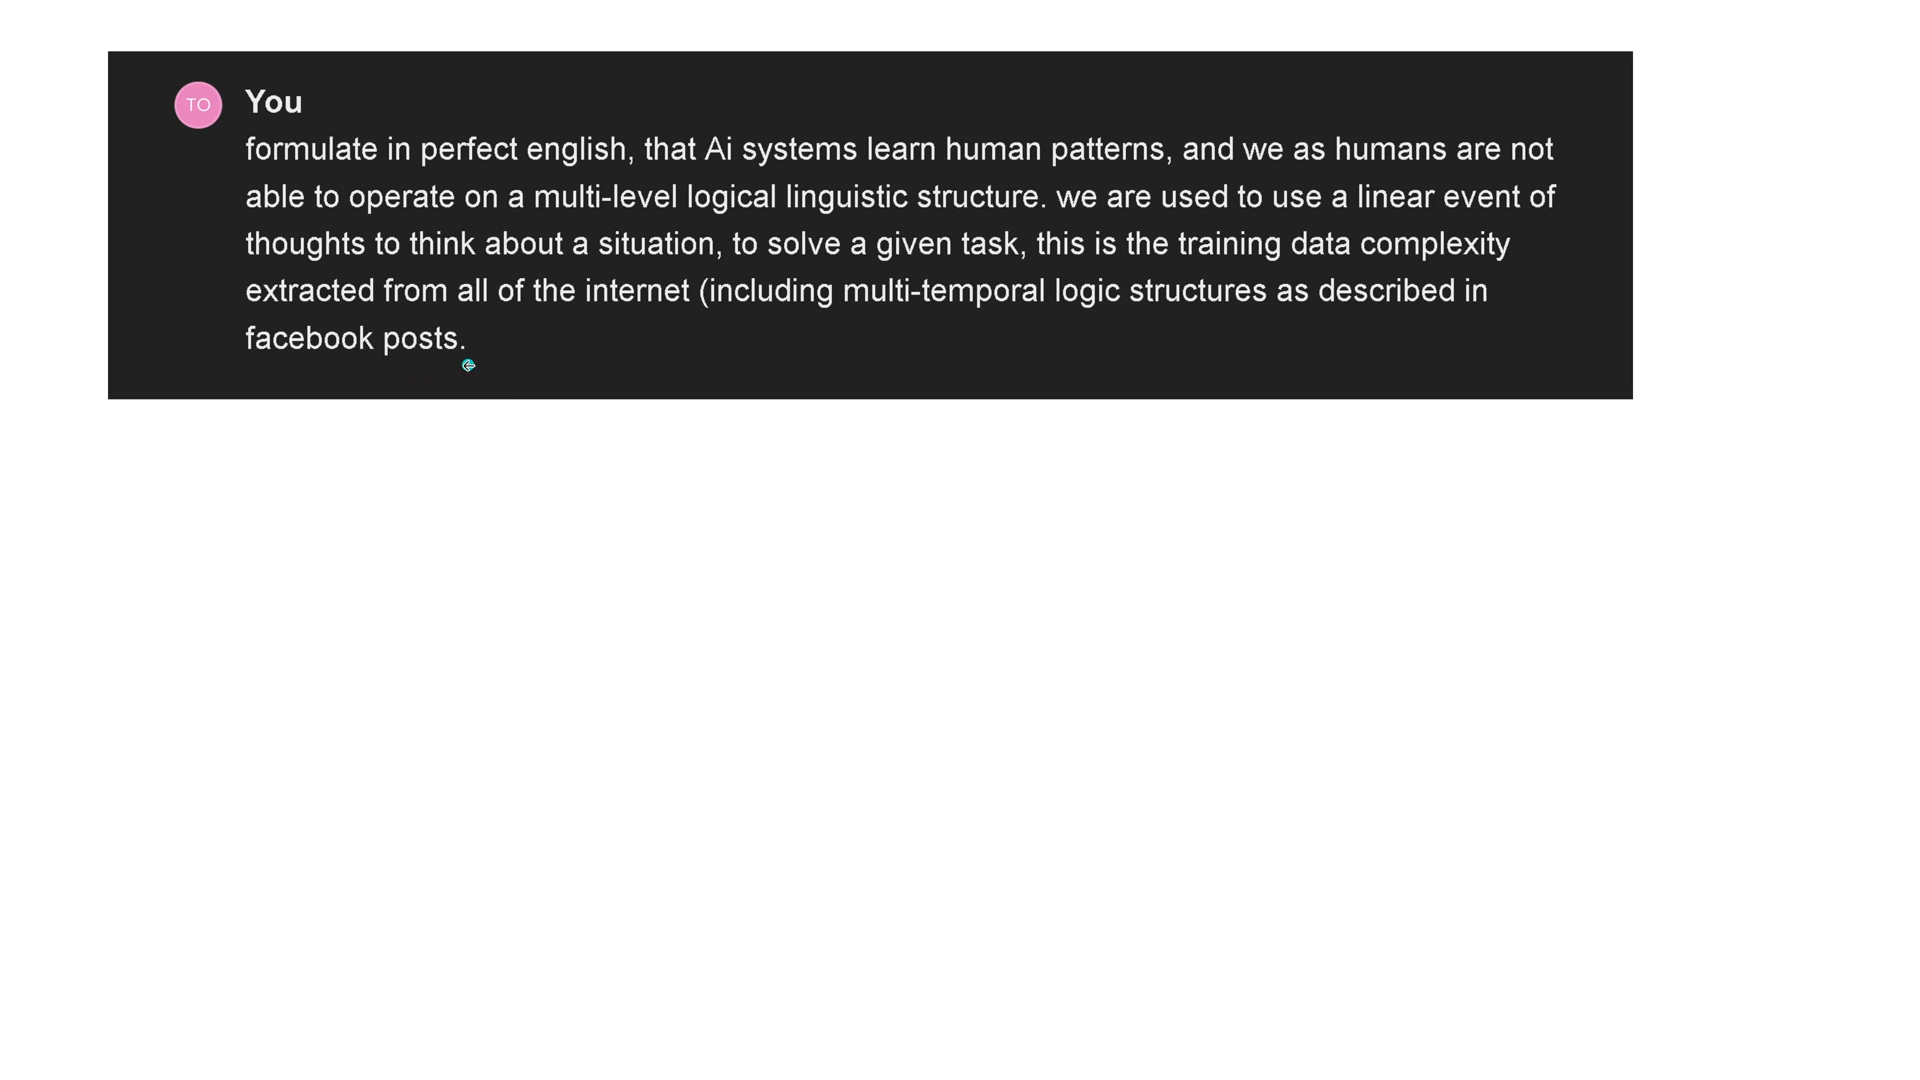 TO
You
formulate in perfect english, that Ai systems learn human patterns, and we as humans are not
able to operate on a multi-level logical linguistic structure. we are used to use a linear event of
thoughts to think about a situation, to solve a given task, this is the training data complexity
extracted from all of the internet (including multi-temporal logic structures as described in
facebook posts.